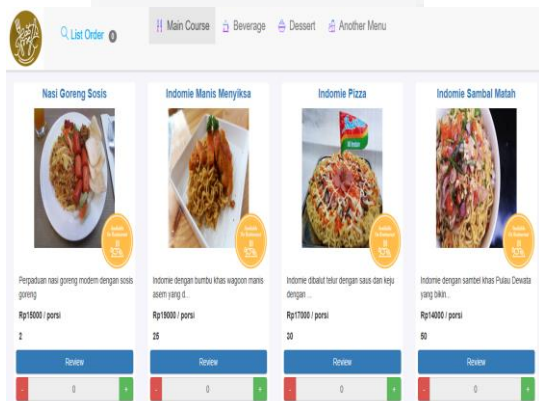 List Order 0
Main Course
Beverage
Dessert
Another Menu
Nasi Goreng Sosis
Perpaduan nasi goreng modern dengan sosis
goreng
Rp15000 / porsi
2
Review
- 0 +
Indomie Manis Menyiksa
Indomie dengan bumbu khas wagoon manis
asem yang d...
Rp19000 / porsi
25
Review
- 0 +
Indomie Pizza
Indomie dibalut telur dengan saus dan keju
dengan ...
Rp17000 / porsi
30
Review
- 0 +
Indomie Sambal Matah
Indomie dengan sambel khas Pulau Dewata
yang bikin...
Rp14000 / porsi
50
Review
- 0 +